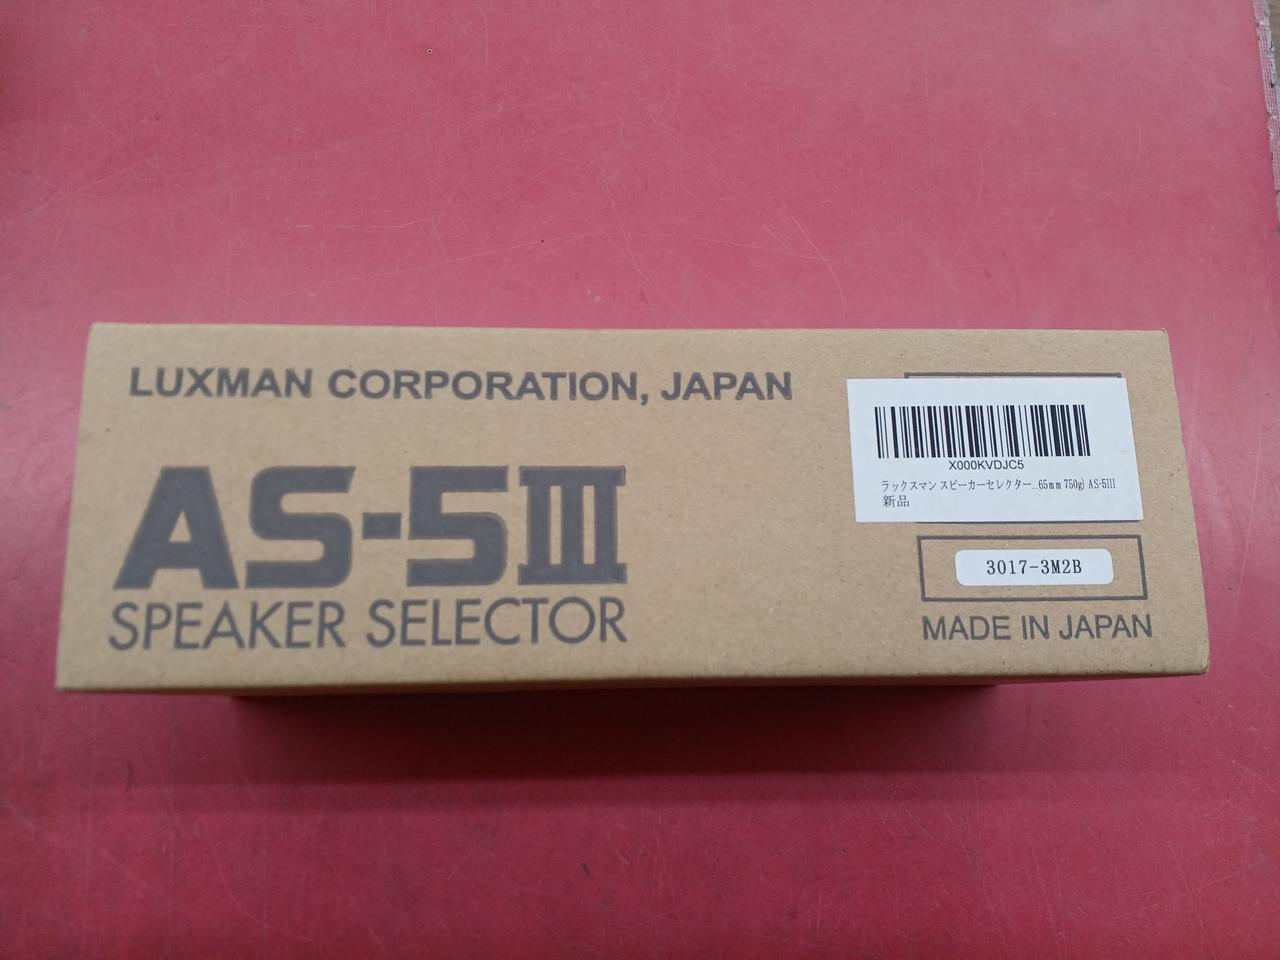 LUXMAN CORPORATION, JAPAN
AS-5III
SPEAKER SELECTOR
X000KVDJC5
ラックスマン スピーカーセレクター...65mm 750g) AS-5III
新品
3017-3M2B
MADE IN JAPAN